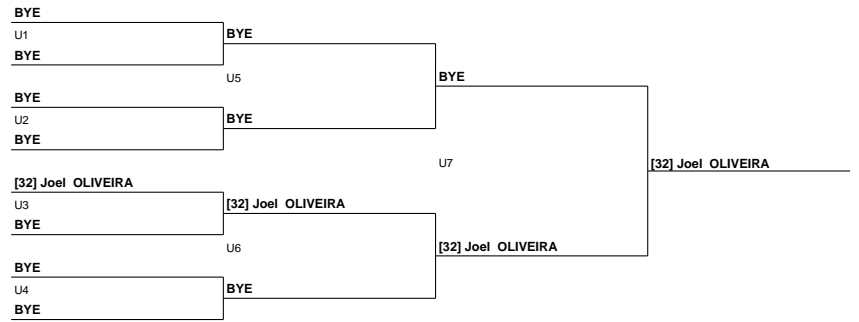 BYE
U1
BYE
BYE
U5
BYE
BYE
U2
BYE
BYE
U7
[32] Joel OLIVEIRA
[32] Joel OLIVEIRA
U3
[32] Joel OLIVEIRA
BYE
U6
[32] Joel OLIVEIRA
BYE
U4
BYE
BYE